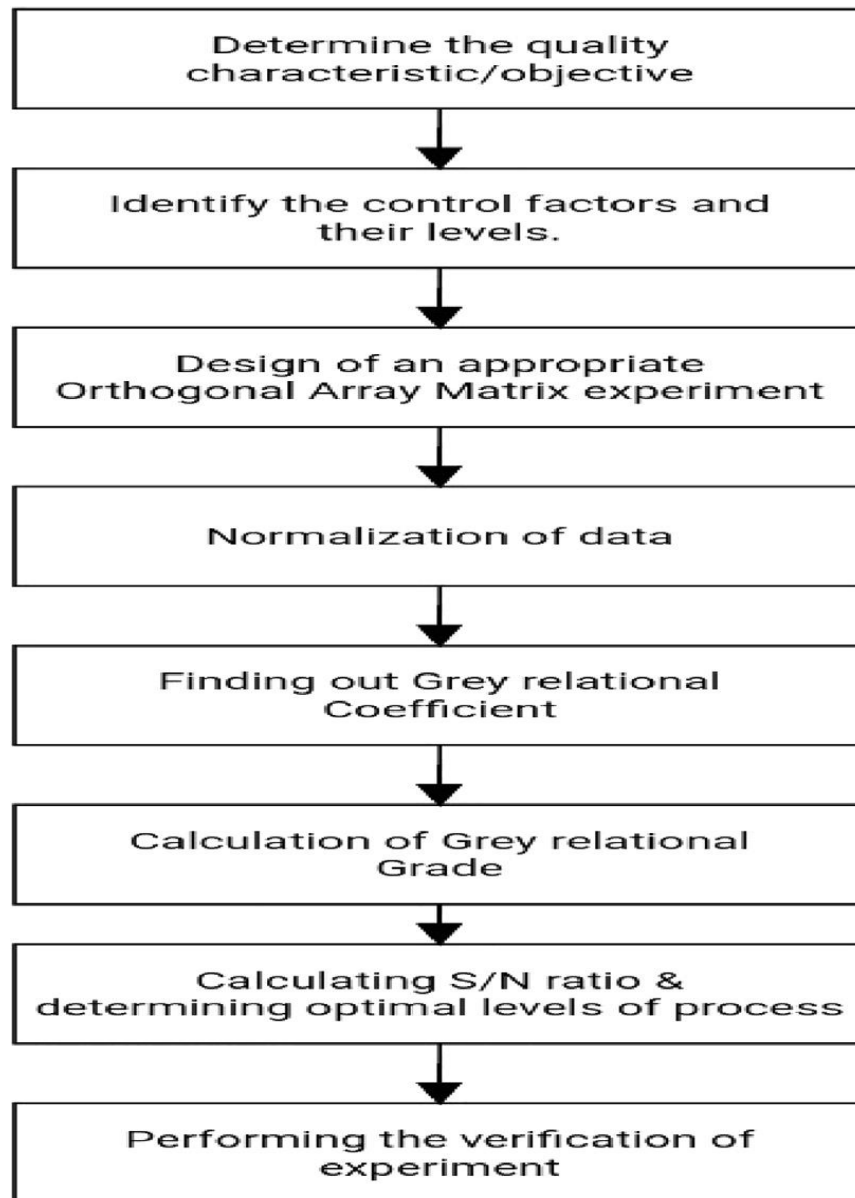 Determine the quality
characteristic/objective
Identify the control factors and
their levels.
Design of an appropriate
Orthogonal Array Matrix experiment
Normalization of data
Finding out Grey relational
Coefficient
Calculation of Grey relational
Grade
Calculating S/N ratio &
determining optimal levels of process
Performing the verification of
experiment